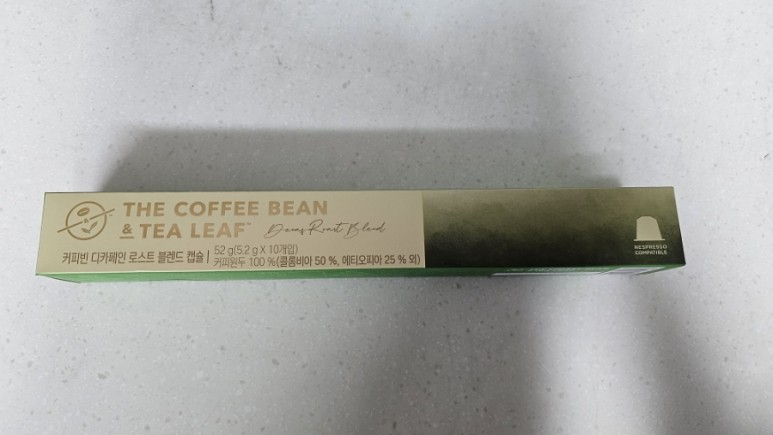 THE COFFEE BEAN
& TEA LEAF™
Decaf Roast Blend
커피빈 디카페인 로스트 블렌드 캡슐
52 g(5.2 g X 10개입)
커피원두 100 %(콜롬비아 50 %, 에티오피아 25 % 외)
NESPRESSO
COMPATIBLE